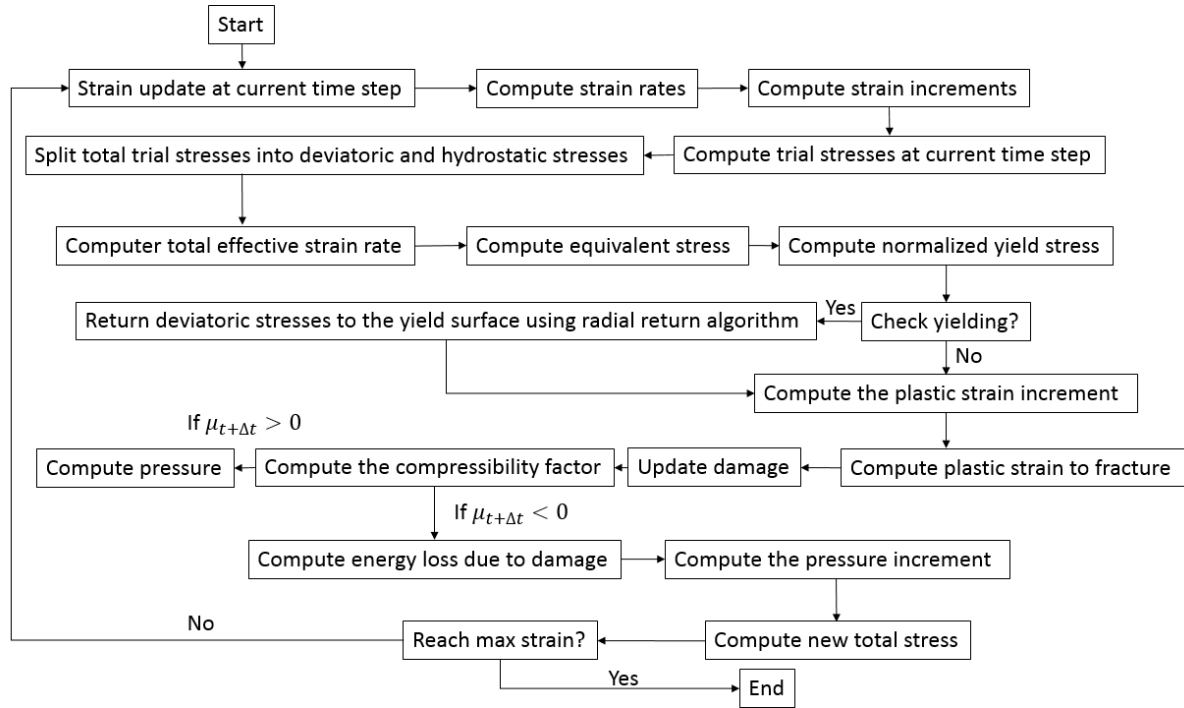 Start
Strain update at current time step
Compute strain rates
Compute strain increments
Split total trial stresses into deviatoric and hydrostatic stresses
Compute trial stresses at current time step
Computer total effective strain rate
Compute equivalent stress
Compute normalized yield stress
Return deviatoric stresses to the yield surface using radial return algorithm
Yes
Check yielding?
No
Compute the plastic strain increment
If μ_{t+Δt} > 0
Compute pressure
Compute the compressibility factor
Update damage
Compute plastic strain to fracture
If μ_{t+Δt} < 0
Compute energy loss due to damage
Compute the pressure increment
No
Reach max strain?
Compute new total stress
Yes
End